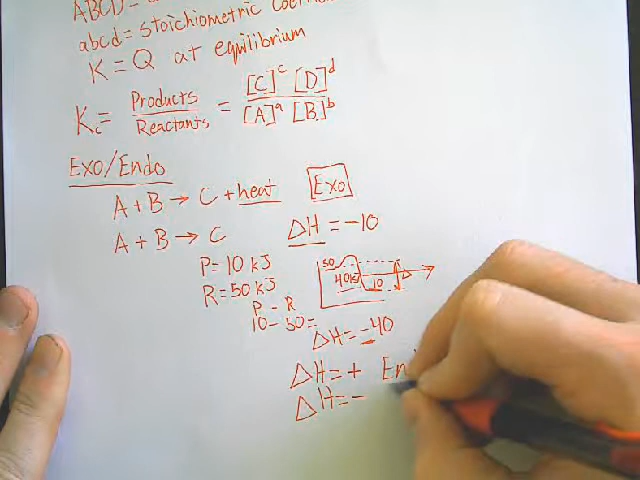 ABCD =
abcd = stoichiometric
K = Q at equilibrium
Kc = Products / Reactants = [C]^c [D]^d / [A]^a [B]^b
Exo/Endo
A + B → C + heat Exo
A + B → C ΔH = -10
P = 10 kJ
R = 50 kJ
50
40kJ
10
P - R
10 - 50 =
ΔH = -40
ΔH = + En
ΔH = -